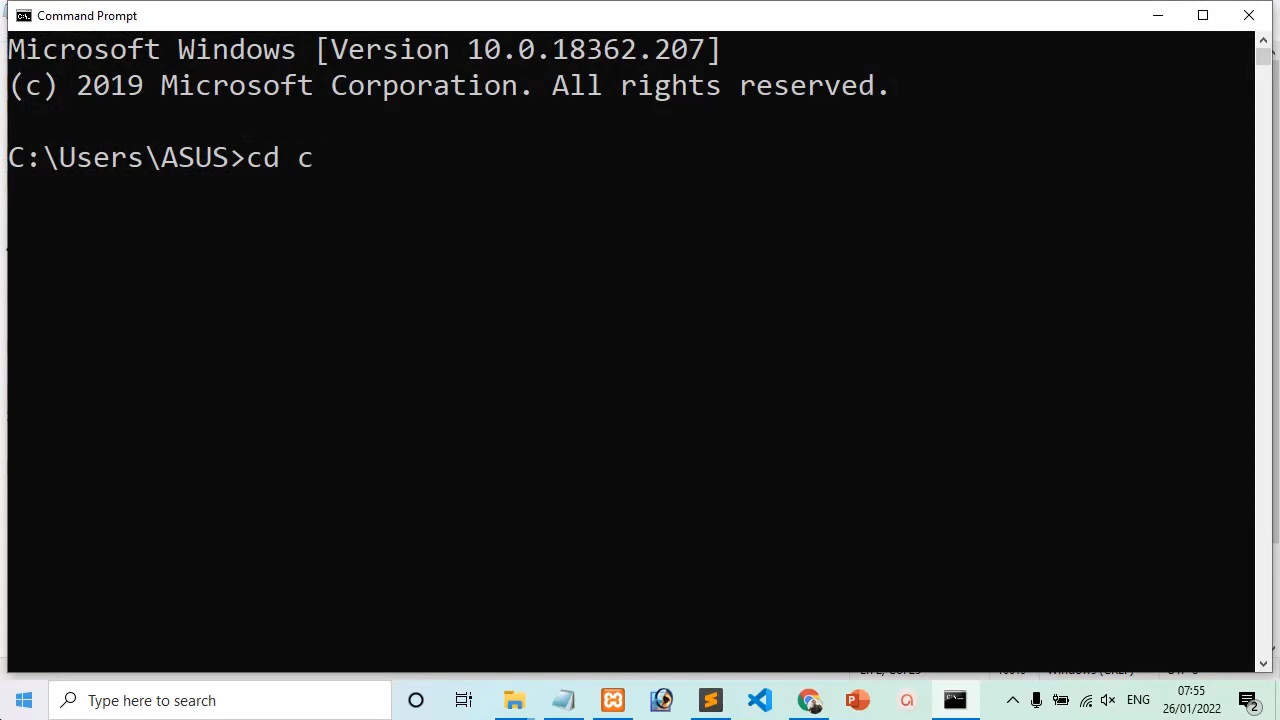 Command Prompt
Microsoft Windows [Version 10.0.18362.207]
(c) 2019 Microsoft Corporation. All rights reserved.
C:\Users\ASUS>cd c
Type here to search
ENG
07:55
26/01/2022
2